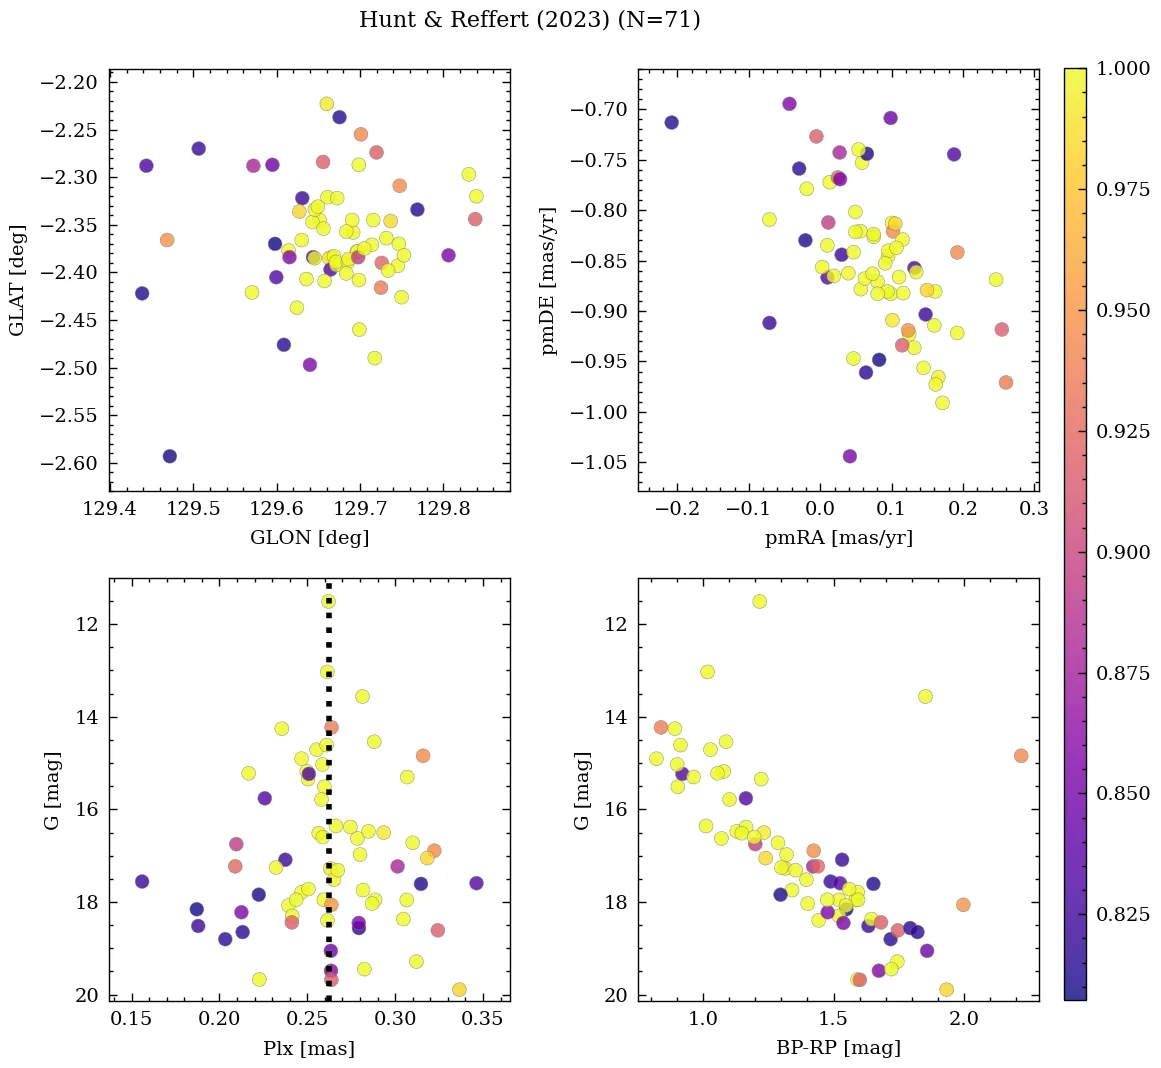 Hunt & Reffert (2023) (N=71)
−2.20
−2.25
−2.30
−2.35
−2.40
−2.45
−2.50
−2.55
−2.60
GLAT [deg]
129.4 129.5 129.6 129.7 129.8
GLON [deg]
−0.70
−0.75
−0.80
−0.85
−0.90
−0.95
−1.00
−1.05
pmDE [mas/yr]
−0.2 −0.1 0.0 0.1 0.2 0.3
pmRA [mas/yr]
12
14
16
18
20
G [mag]
0.15 0.20 0.25 0.30 0.35
Plx [mas]
12
14
16
18
20
G [mag]
1.0 1.5 2.0
BP-RP [mag]
1.000
0.975
0.950
0.925
0.900
0.875
0.850
0.825